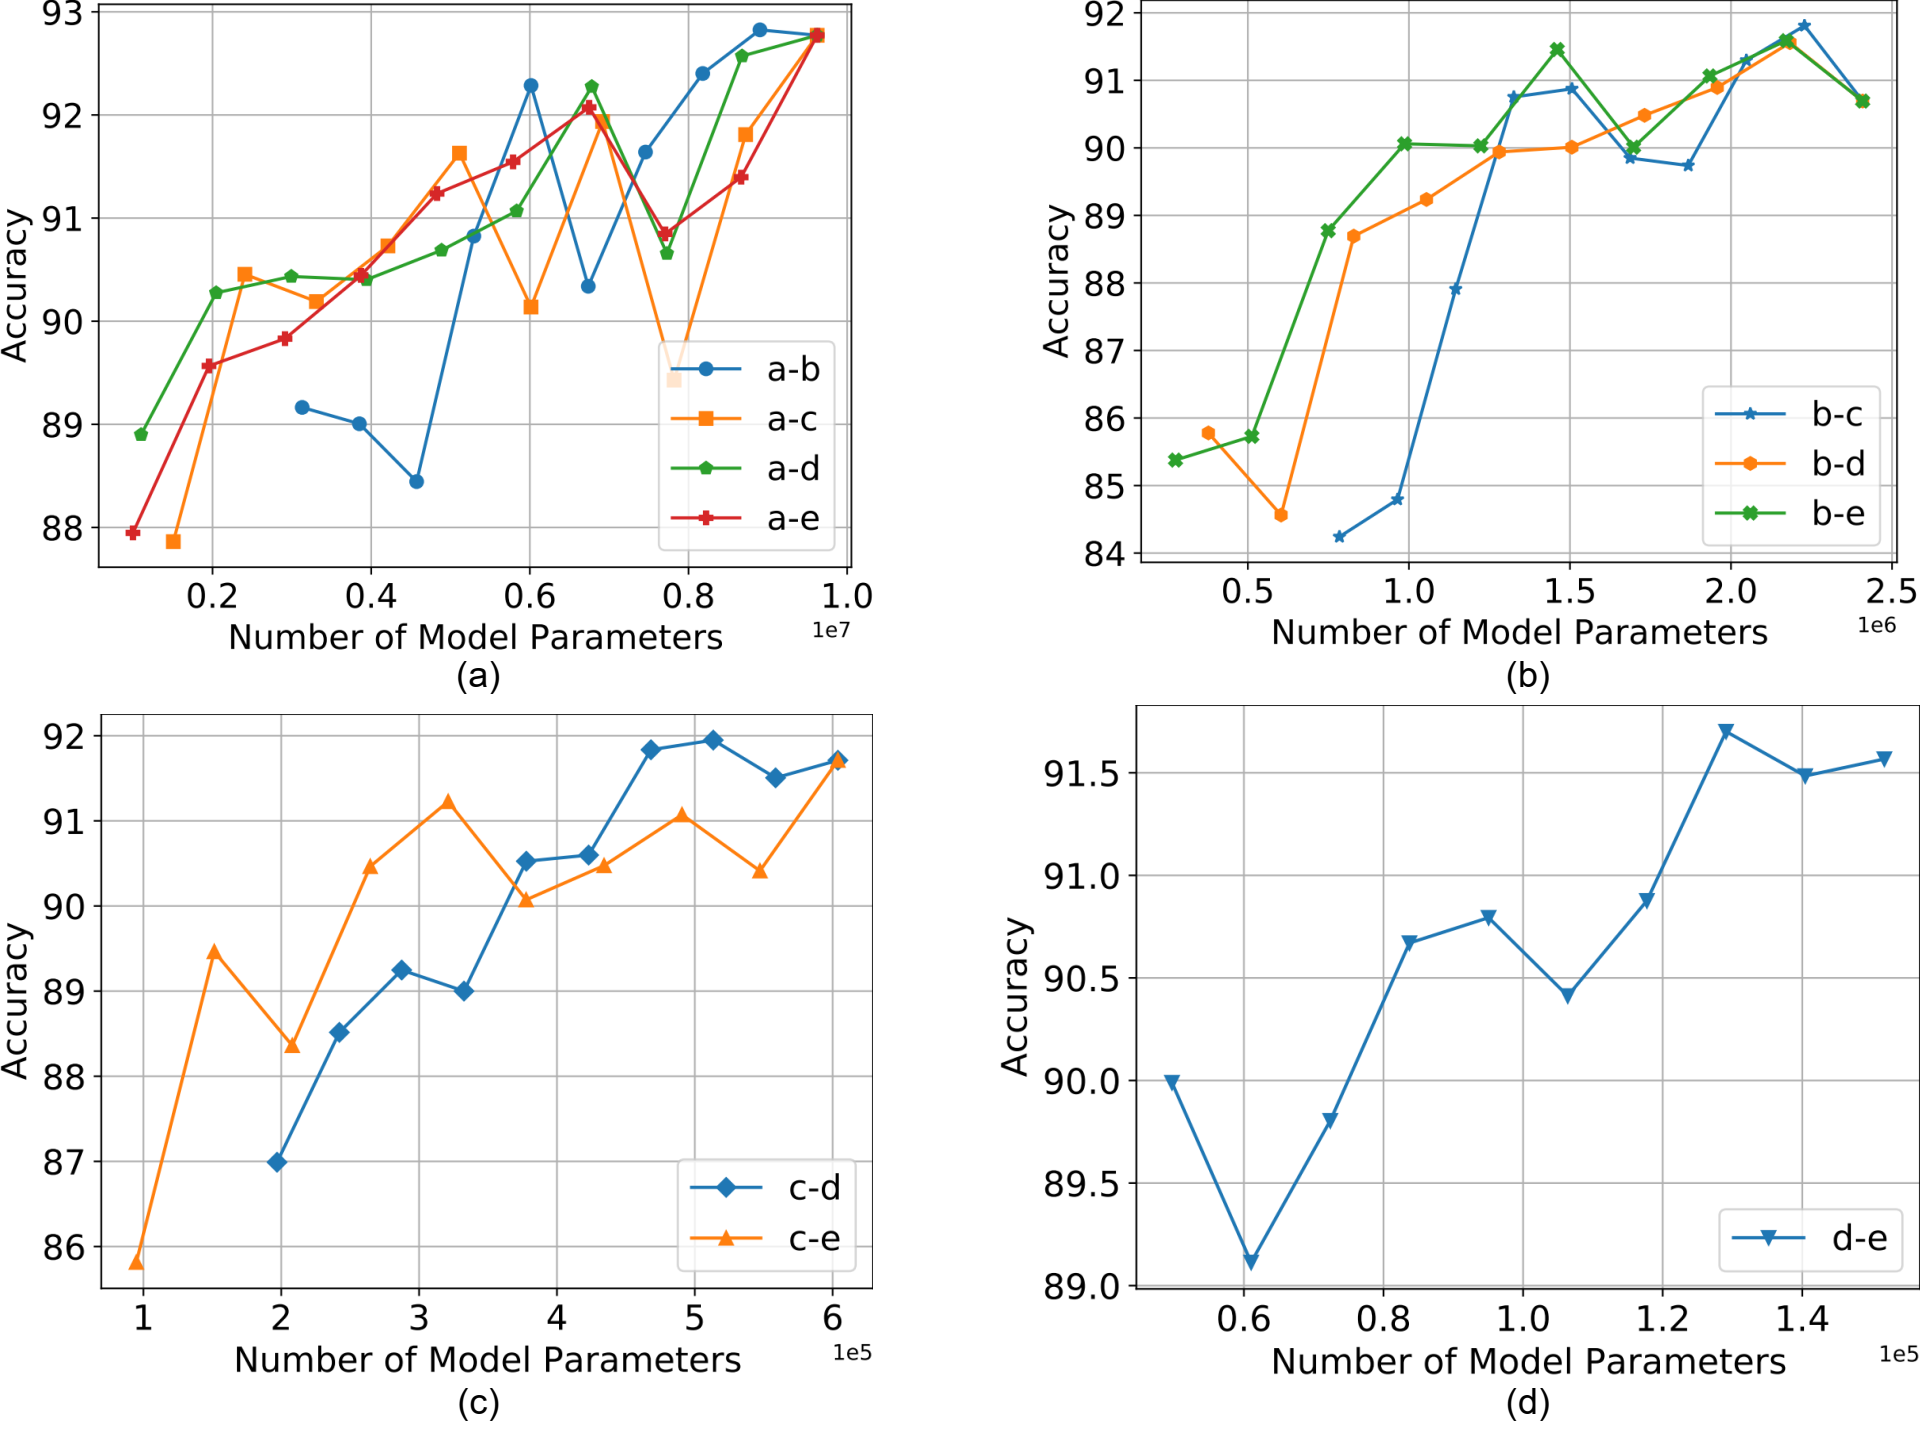 93
92
91
90
89
88
Accuracy
a-b
a-c
a-d
a-e
0.2 0.4 0.6 0.8 1.0
1e7
Number of Model Parameters
(a)
92
91
90
89
88
87
86
85
84
Accuracy
b-c
b-d
b-e
0.5 1.0 1.5 2.0 2.5
1e6
Number of Model Parameters
(b)
92
91
90
89
88
87
86
Accuracy
c-d
c-e
1 2 3 4 5 6
1e5
Number of Model Parameters
(c)
91.5
91.0
90.5
90.0
89.5
89.0
Accuracy
d-e
0.6 0.8 1.0 1.2 1.4
1e5
Number of Model Parameters
(d)